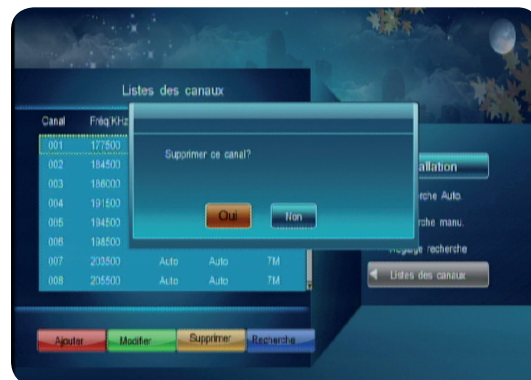 Listes des canaux
Canal Fréq KHz
001 177500
002 184500
003 186000
004 191500
005 194500
006 198500
007 203500 Auto Auto 7M
008 205500 Auto Auto 7M
Supprimer ce canal?
Oui Non
allation
rche Auto.
rche manu.
Réglage recherche
Listes des canaux
Ajouter Modifier Supprimer Recherche